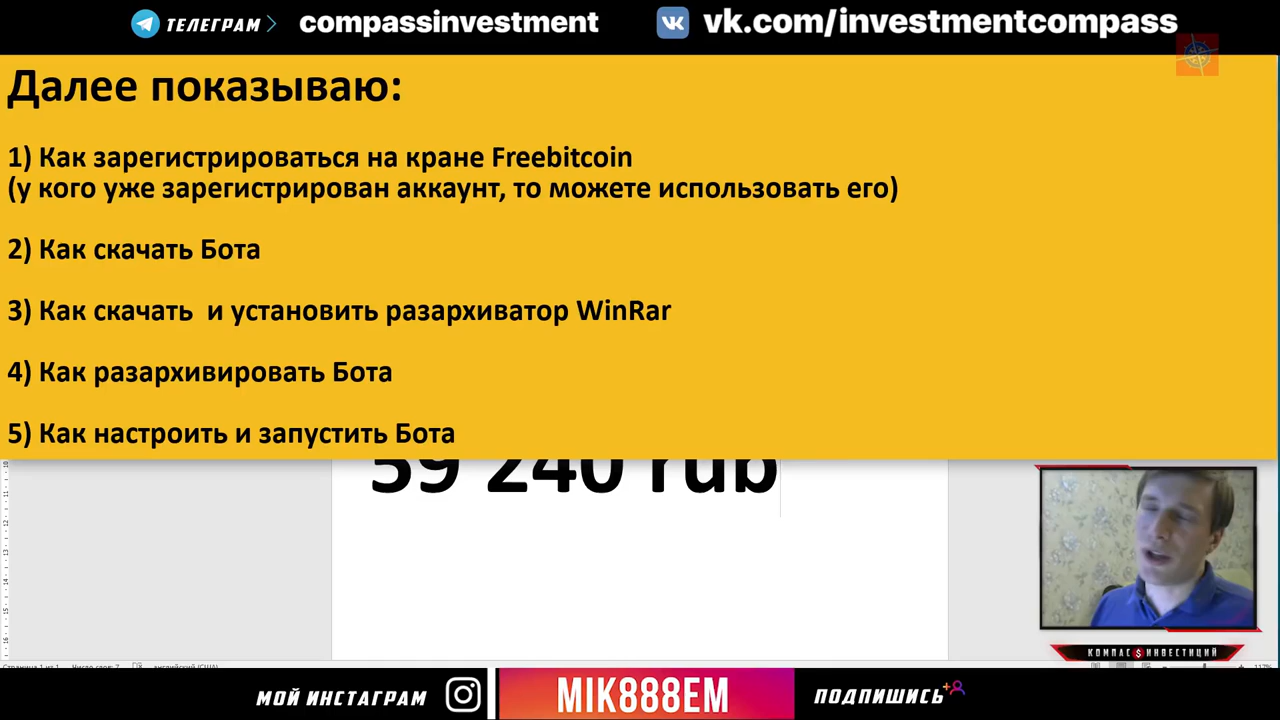 ТЕЛЕГРАМ compassinvestment vk.com/investmentcompass
Далее показываю:
1) Как зарегистрироваться на кране Freebitcoin
(у кого уже зарегистрирован аккаунт, то можете использовать его)
2) Как скачать Бота
3) Как скачать и установить разархиватор WinRar
4) Как разархивировать Бота
5) Как настроить и запустить Бота
59 240 rub
КОМПАС $ ИНВЕСТИЦИЙ
МОЙ ИНСТАГРАМ MIK888EM ПОДПИШИСЬ